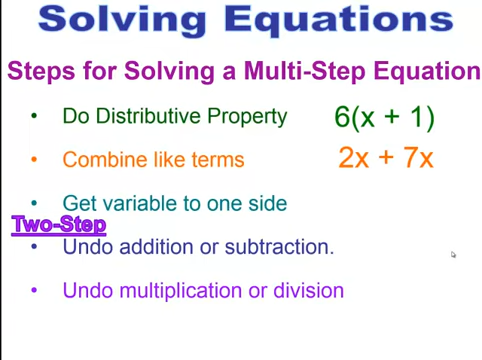 Solving Equations
Steps for Solving a Multi-Step Equation
• Do Distributive Property 6(x + 1)
• Combine like terms 2x + 7x
• Get variable to one side
Two-Step
• Undo addition or subtraction.
• Undo multiplication or division